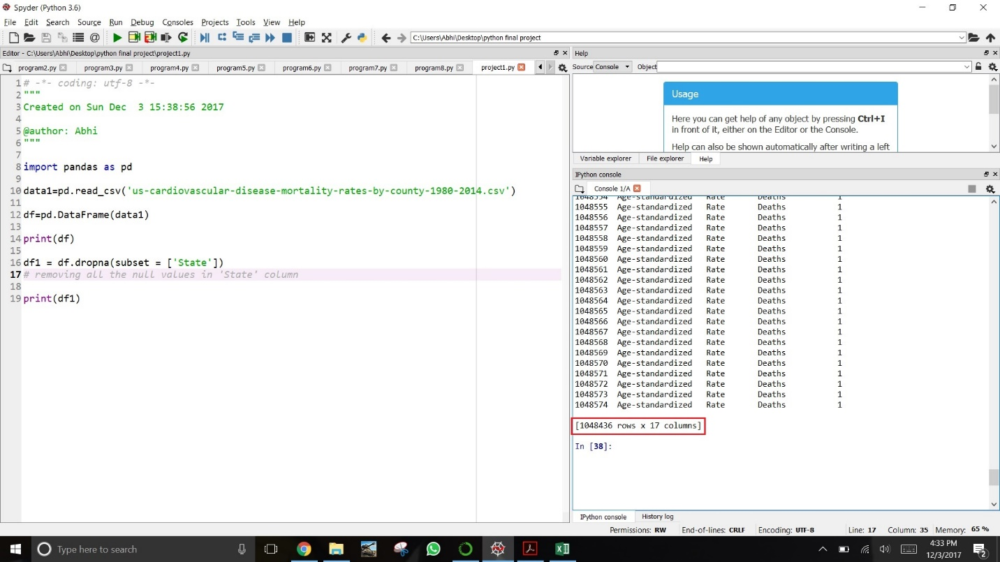 Spyder (Python 3.6)
File Edit Search Source Run Debug Consoles Projects Tools View Help
C:\Users\Abhi\Desktop\python final project
Editor - C:\Users\Abhi\Desktop\python final project\project1.py
program2.py program3.py program4.py program5.py program6.py program7.py program8.py project1.py
1 # -*- coding: utf-8 -*-
2 """
3 Created on Sun Dec  3 15:38:56 2017
4
5 @author: Abhi
6 """
7
8 import pandas as pd
9
10 data1=pd.read_csv('us-cardiovascular-disease-mortality-rates-by-county-1980-2014.csv')
11
12 df=pd.DataFrame(data1)
13
14 print(df)
15
16 df1 = df.dropna(subset = ['State'])
17 # removing all the null values in 'State' column
18
19 print(df1)
Help
Source Console Object
Usage
Here you can get help of any object by pressing Ctrl+I
in front of it, either on the Editor or the Console.
Help can also be shown automatically after writing a left
Variable explorer File explorer Help
IPython console
Console 1/A
1048554 Age-standardized Rate Deaths 1
1048555 Age-standardized Rate Deaths 1
1048556 Age-standardized Rate Deaths 1
1048557 Age-standardized Rate Deaths 1
1048558 Age-standardized Rate Deaths 1
1048559 Age-standardized Rate Deaths 1
1048560 Age-standardized Rate Deaths 1
1048561 Age-standardized Rate Deaths 1
1048562 Age-standardized Rate Deaths 1
1048563 Age-standardized Rate Deaths 1
1048564 Age-standardized Rate Deaths 1
1048565 Age-standardized Rate Deaths 1
1048566 Age-standardized Rate Deaths 1
1048567 Age-standardized Rate Deaths 1
1048568 Age-standardized Rate Deaths 1
1048569 Age-standardized Rate Deaths 1
1048570 Age-standardized Rate Deaths 1
1048571 Age-standardized Rate Deaths 1
1048572 Age-standardized Rate Deaths 1
1048573 Age-standardized Rate Deaths 1
1048574 Age-standardized Rate Deaths 1
[1048436 rows x 17 columns]
In [38]:
IPython console History log
Permissions: RW End-of-lines: CRLF Encoding: UTF-8 Line: 17 Column: 35 Memory: 65 %
Type here to search
4:33 PM
12/3/2017
2